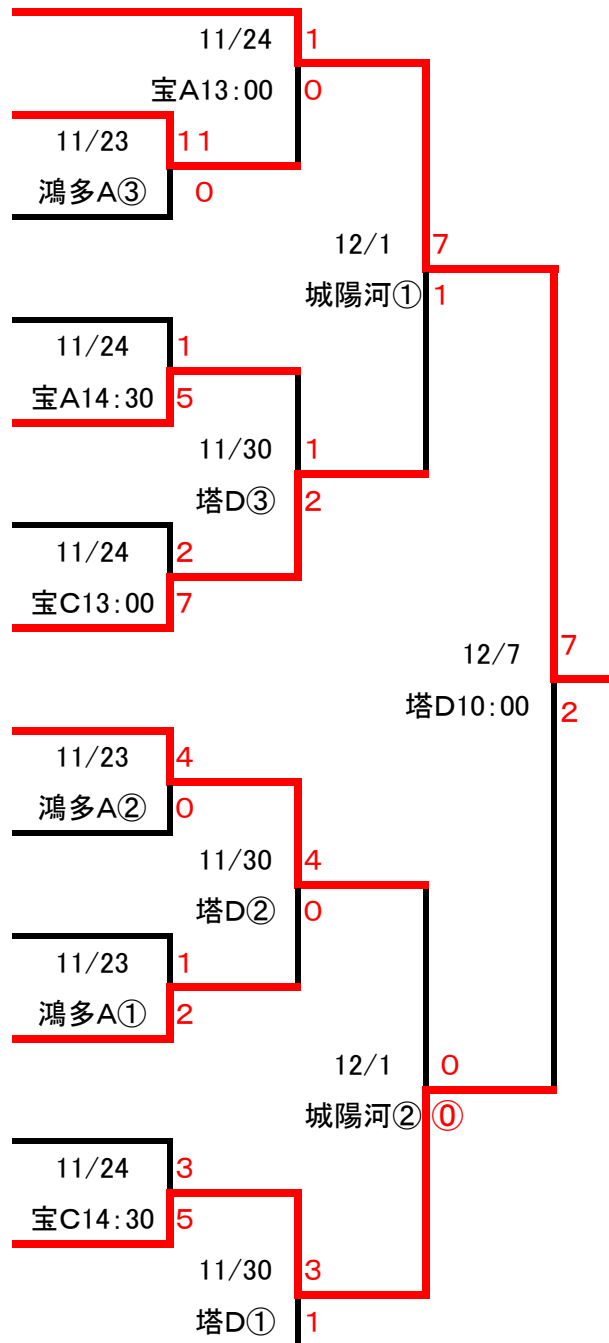 11/24 1
宝A13:00 0
11/23 11
鴻多A③ 0
12/1 7
城陽河① 1
11/24 1
宝A14:30 5
11/30 1
塔D③ 2
11/24 2
宝C13:00 7
12/7 7
塔D10:00 2
11/23 4
鴻多A② 0
11/30 4
塔D② 0
11/23 1
鴻多A① 2
12/1 0
城陽河② ⓪
11/24 3
宝C14:30 5
11/30 3
塔D① 1